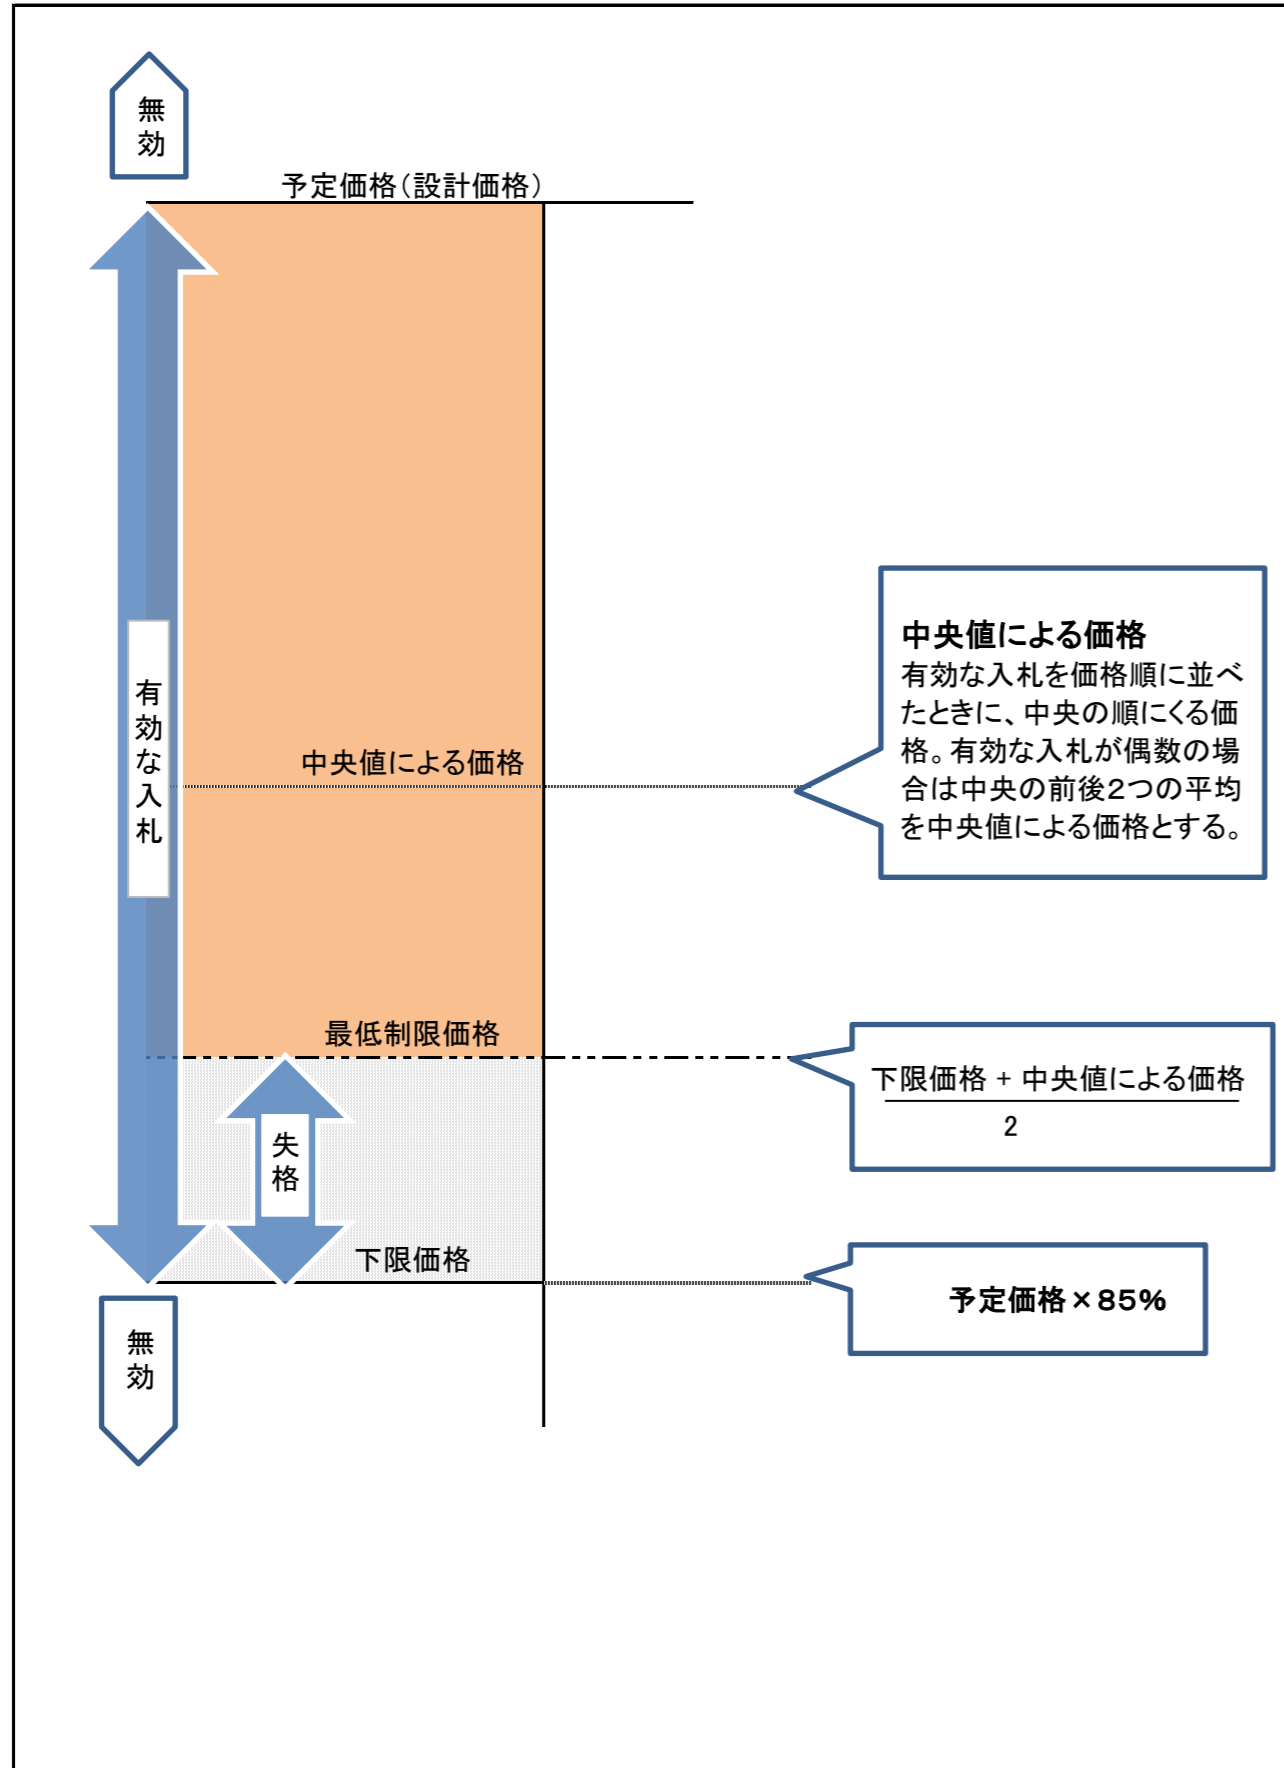 無効
予定価格（設計価格）
有効な入札
中央値による価格
中央値による価格
有効な入札を価格順に並べ
たときに、中央の順にくる価
格。有効な入札が偶数の場
合は中央の前後２つの平均
を中央値による価格とする。
最低制限価格
下限価格 + 中央値による価格
2
失格
下限価格
予定価格×８５％
無効